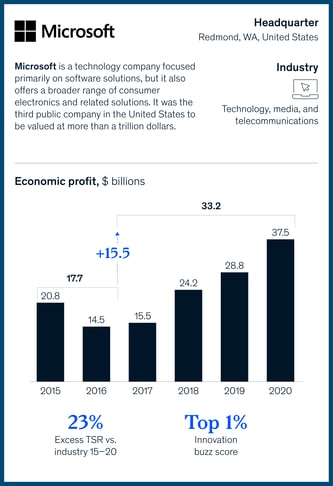 Microsoft
Headquarter
Redmond, WA, United States
Microsoft is a technology company focused
primarily on software solutions, but it also
offers a broader range of consumer
electronics and related solutions. It was the
third public company in the United States to
be valued at more than a trillion dollars.
Industry
Technology, media, and
telecommunications
Economic profit, $ billions
33.2
+15.5
17.7
20.8
14.5
15.5
24.2
28.8
37.5
2015 2016 2017 2018 2019 2020
23%
Excess TSR vs.
industry 15–20
Top 1%
Innovation
buzz score